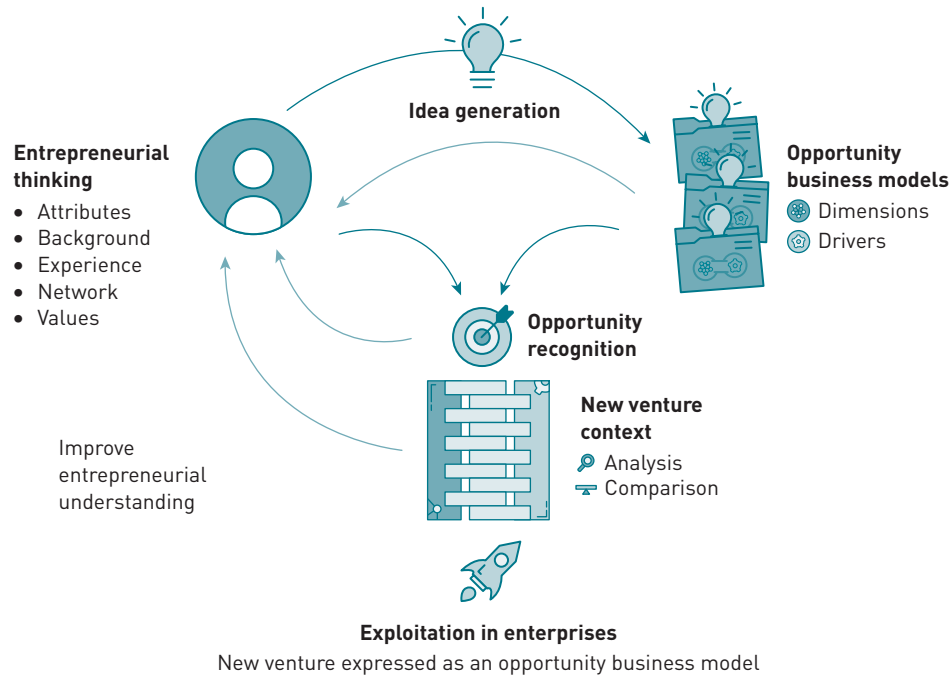 Idea generation
Entrepreneurial
thinking
• Attributes
• Background
• Experience
• Network
• Values
Opportunity
business models
Dimensions
Drivers
Opportunity
recognition
New venture
context
Analysis
Comparison
Improve
entrepreneurial
understanding
Exploitation in enterprises
New venture expressed as an opportunity business model